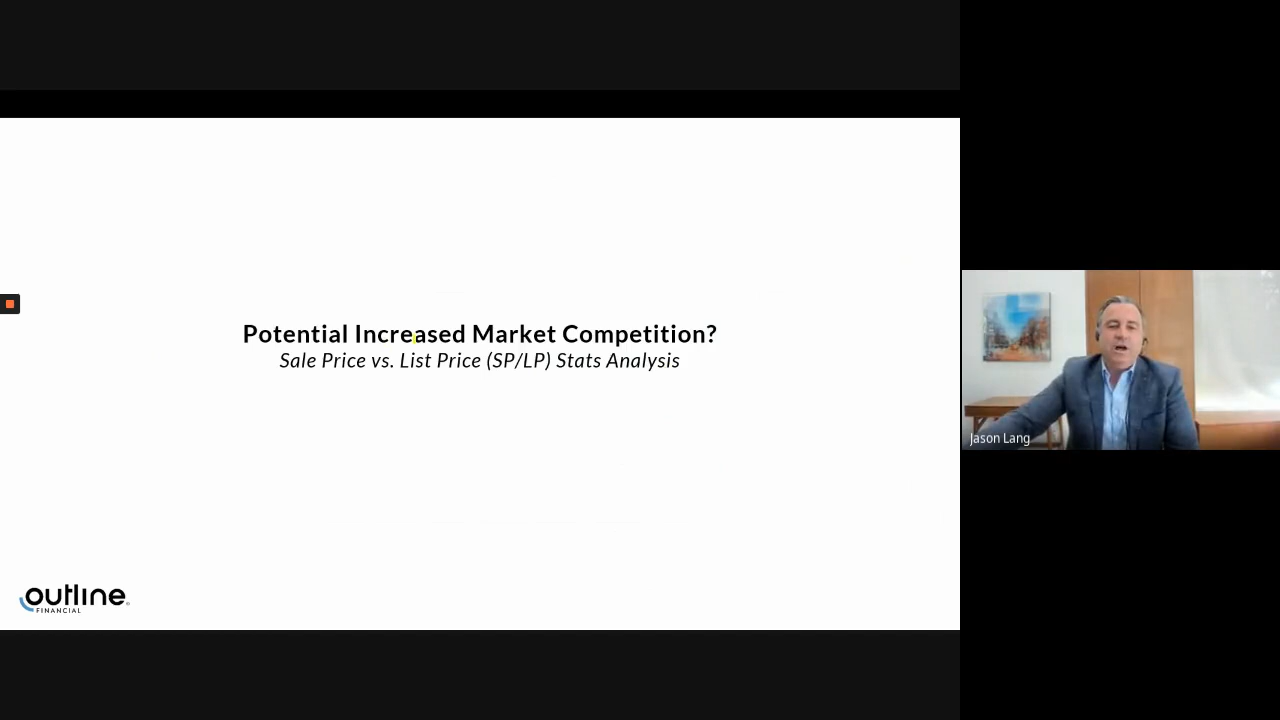 Potential Increased Market Competition?
Sale Price vs. List Price (SP/LP) Stats Analysis
Jason Lang
outline
FINANCIAL